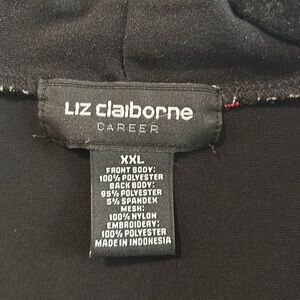 LIZ claiborne
CAREER
XXL
FRONT BODY:
100% POLYESTER
BACK BODY:
95% POLYESTER
5% SPANDEX
MESH:
100% NYLON
EMBROIDERY:
100% POLYESTER
MADE IN INDONESIA